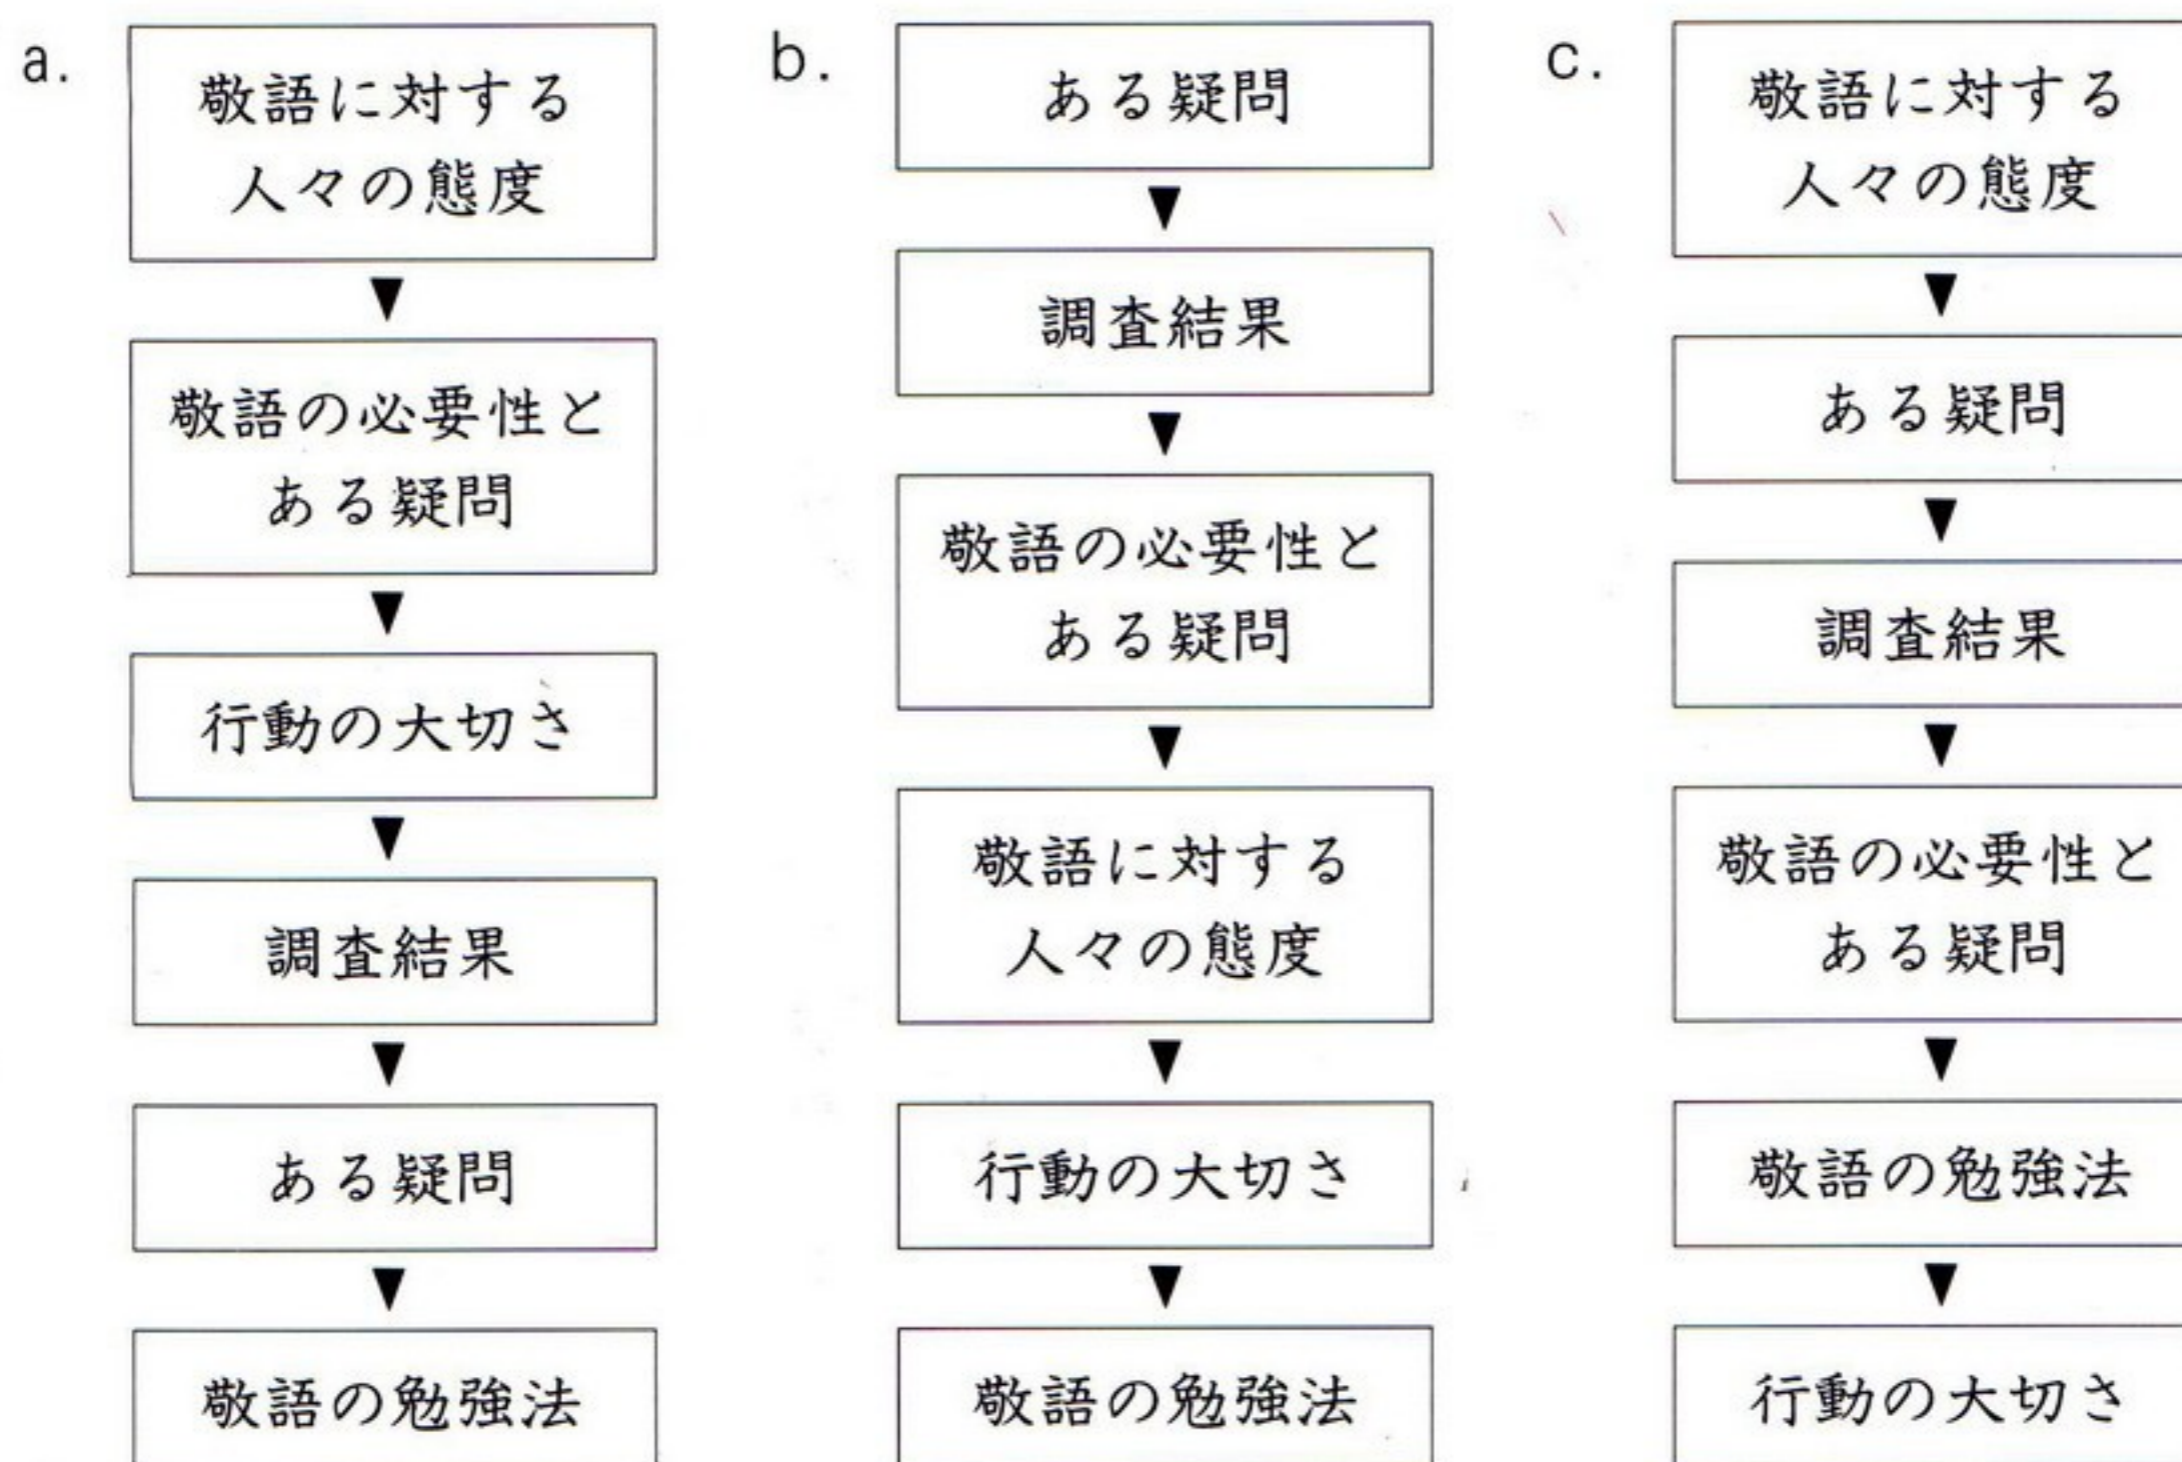 a.
敬語に対する
人々の態度
敬語の必要性と
ある疑問
行動の大切さ
調査結果
ある疑問
敬語の勉強法
b.
ある疑問
調査結果
敬語の必要性と
ある疑問
敬語に対する
人々の態度
行動の大切さ
敬語の勉強法
c.
敬語に対する
人々の態度
ある疑問
調査結果
敬語の必要性と
ある疑問
敬語の勉強法
行動の大切さ